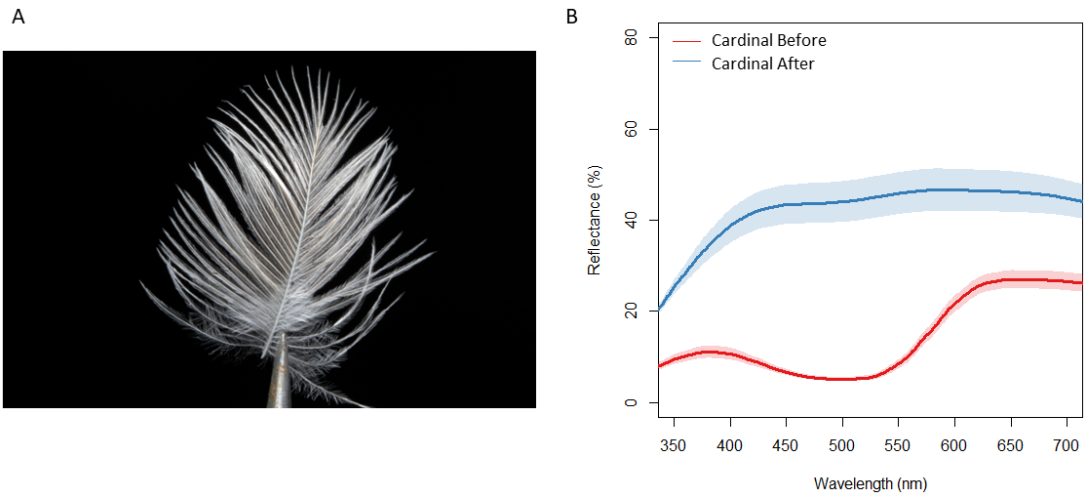 A
B
Cardinal Before
Cardinal After
80
60
40
20
0
Reflectance (%)
350 400 450 500 550 600 650 700
Wavelength (nm)